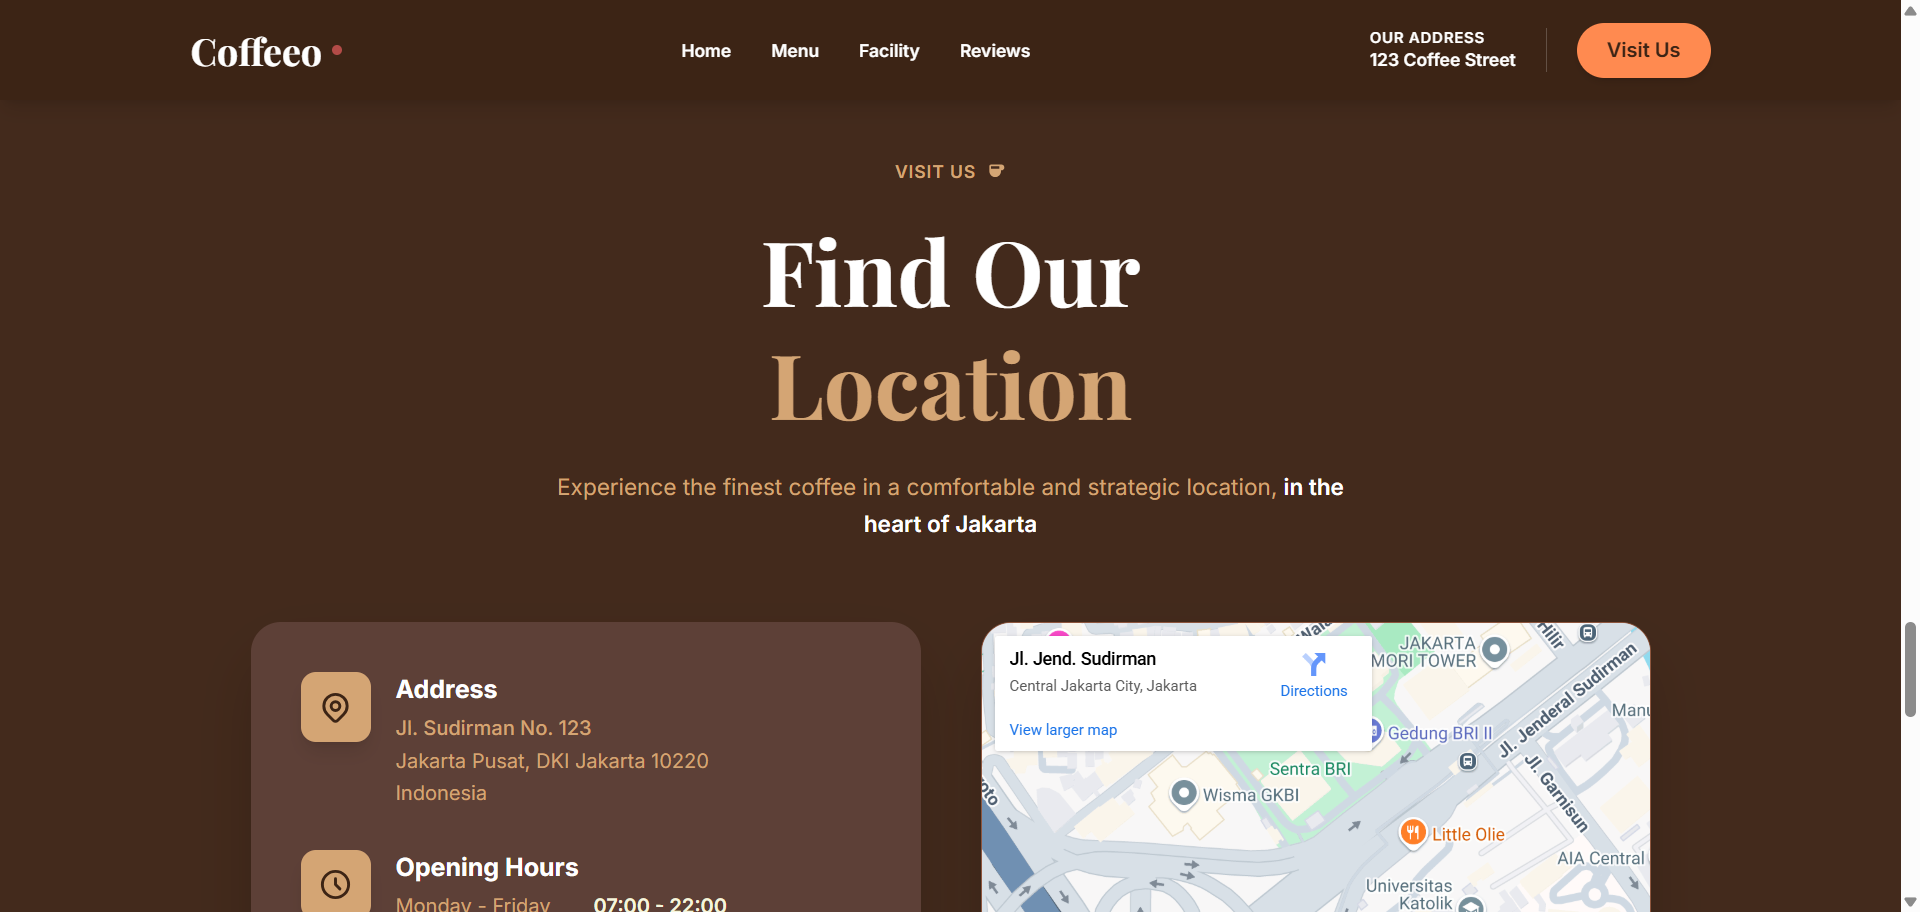 Coffeeo
Home
Menu
Facility
Reviews
OUR ADDRESS
123 Coffee Street
Visit Us
VISIT US
Find Our
Location
Experience the finest coffee in a comfortable and strategic location, in the
heart of Jakarta
Address
Jl. Sudirman No. 123
Jakarta Pusat, DKI Jakarta 10220
Indonesia
Opening Hours
Monday - Friday
07:00 - 22:00
Jl. Jend. Sudirman
Central Jakarta City, Jakarta
Directions
View larger map
JAKARTA
MORI TOWER
Hilir
Jl. Jenderal Sudirman
Gedung BRI II
Sentra BRI
Wisma GKBI
Jl. Garnisun
Little Olie
AIA Central
Universitas
Katolik